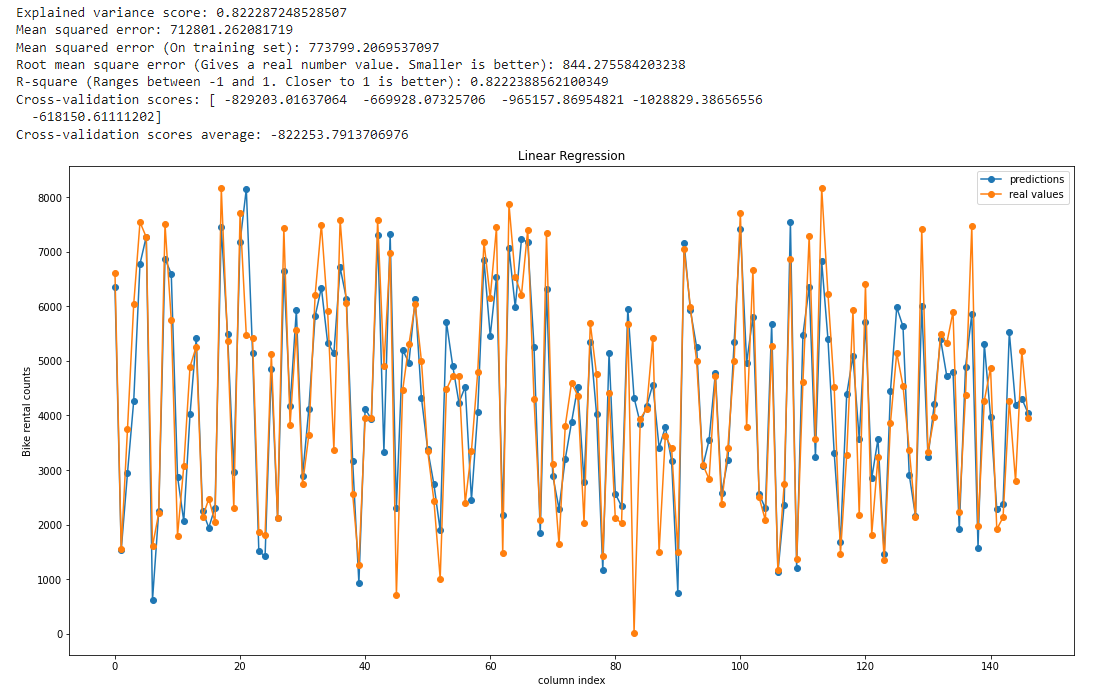 Explained variance score: 0.822287248528507
Mean squared error: 712801.262081719
Mean squared error (On training set): 773799.2069537097
Root mean square error (Gives a real number value. Smaller is better): 844.275584203238
R-square (Ranges between -1 and 1. Closer to 1 is better): 0.8222388562100349
Cross-validation scores: [ -829203.01637064  -669928.07325706  -965157.86954821 -1028829.38656556
  -618150.61111202]
Cross-validation scores average: -822253.7913706976
Linear Regression
predictions
real values
8000
7000
6000
5000
4000
3000
2000
1000
0
Bike rental counts
0 20 40 60 80 100 120 140
column index